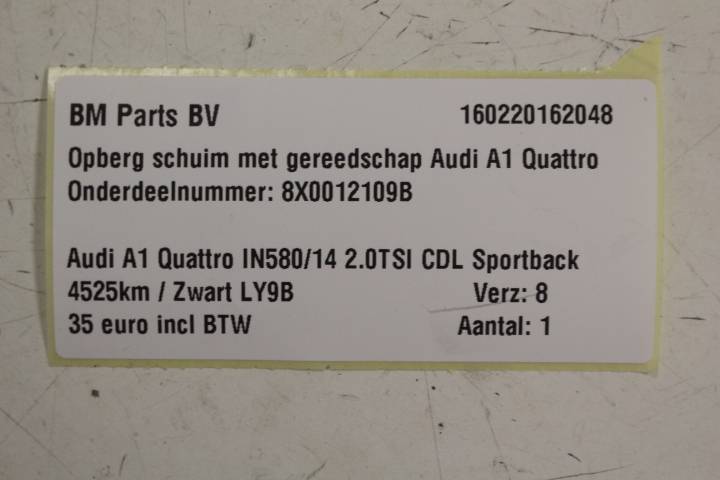 BM Parts BV 160220162048
Opberg schuim met gereedschap Audi A1 Quattro
Onderdeelnummer: 8X0012109B
Audi A1 Quattro IN580/14 2.0TSI CDL Sportback
4525km / Zwart LY9B Verz: 8
35 euro incl BTW Aantal: 1